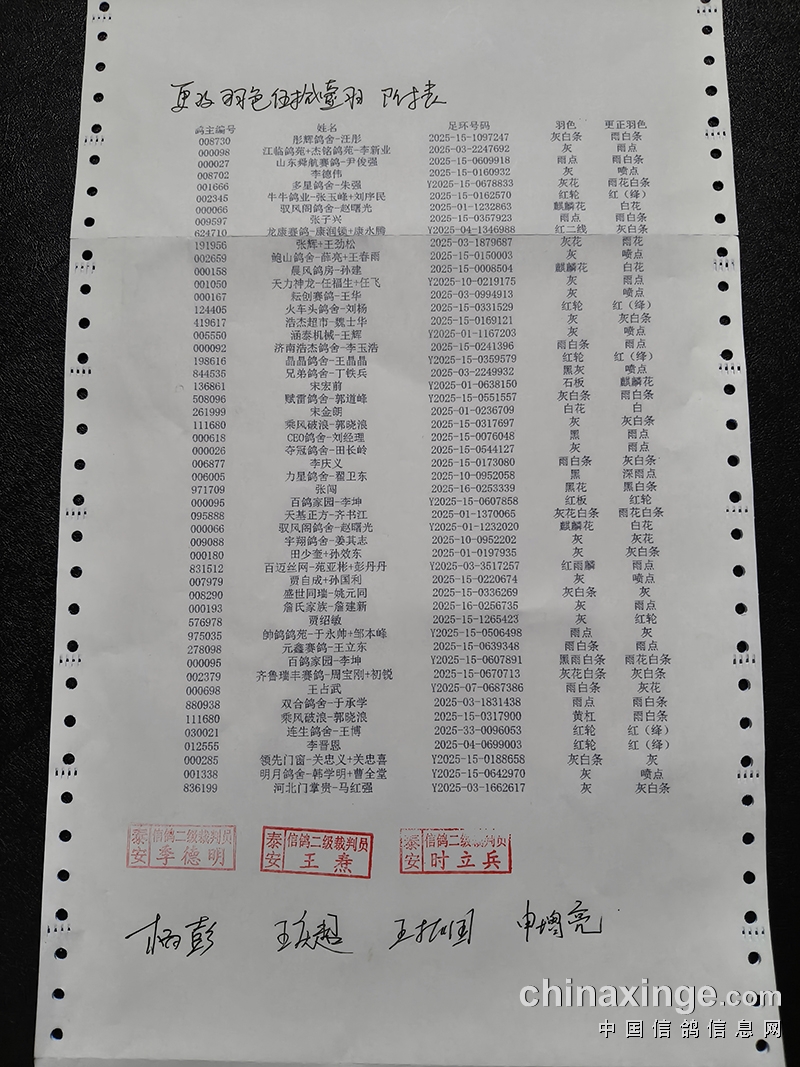 更改羽色伍拾壹羽 附表
鸽主编号 姓名 足环号码 羽色 更正羽色
008730 彤辉鸽舍-汪彤 2025-15-1097247 灰白条 雨白条
000098 江临鸽苑+杰铭鸽苑-李新业 2025-03-2247692 灰 雨点
000027 山东舜航赛鸽-尹俊强 2025-15-0609918 雨点 雨白条
008702 李德伟 2025-15-0160932 灰 喷点
001666 多星鸽舍-朱强 Y2025-15-0678833 灰花 雨花白条
002345 牛牛鸽业-张玉峰+刘序民 2025-15-0162570 红轮 红（绛）
000066 驭风阁鸽舍-赵曙光 2025-01-1232863 麒麟花 白花
009597 张子兴 2025-15-0357923 雨点 雨白条
624710 龙康赛鸽-康润锁+康永腾 Y2025-04-1346988 红二线 灰白条
191956 张辉+王劲松 2025-03-1879687 灰花 雨花
002659 鲍山鸽舍-薛亮+王春雨 2025-15-0150003 灰 喷点
000158 晨风鸽房-孙建 2025-15-0008504 麒麟花 白花
001050 天力神龙-任福生+任飞 Y2025-10-0219175 灰 雨点
000167 耘创赛鸽-王华 2025-03-0994913 灰 喷点
124405 火车头鸽舍-刘杨 2025-15-0331529 红轮 红（绛）
419617 浩杰超市-魏士华 2025-15-0169121 灰 灰白条
005550 涵泰机械-王辉 Y2025-01-1167203 灰 喷点
000092 济南浩杰鸽舍-李玉浩 2025-15-0241396 雨白条 雨点
198616 晶晶鸽舍-王晶晶 Y2025-15-0359579 红轮 红（绛）
844535 兄弟鸽舍-丁铁兵 2025-03-2249932 黑灰 喷点
136861 宋宏前 Y2025-01-0638150 石板 麒麟花
508096 赋雷鸽舍-郭道峰 Y2025-15-0551557 灰白条 雨白条
261999 宋金朗 2025-01-0236709 白花 白
111680 乘风破浪-郭晓浪 2025-15-0317697 灰 灰白条
000618 CEO鸽舍-刘经理 2025-15-0076048 黑 雨点
000026 夺冠鸽舍-田长岭 2025-15-0544127 灰 雨点
006877 李庆义 2025-15-0173080 雨白条 灰白条
006005 力星鸽舍-翟卫东 2025-10-0952058 黑 深雨点
971709 张闯 2025-16-0253339 黑花 黑白条
000095 百鸽家园-李坤 Y2025-15-0607858 红板 红轮
095888 天基正方-齐书江 2025-01-1370065 灰花白条 雨花白条
000066 驭风阁鸽舍-赵曙光 Y2025-01-1232020 麒麟花 白花
009088 宇翔鸽舍-姜其志 2025-10-0952202 灰 灰花
000180 田少奎+孙效东 2025-01-0197935 灰 灰白条
831512 百迈丝网-苑亚彬+彭丹丹 Y2025-03-3517257 红雨麟 雨点
007979 贾自成+孙国利 2025-15-0220674 灰 喷点
008290 盛世同瑞-姚元同 2025-15-0336269 灰白条 灰
000193 詹氏家族-詹建新 2025-16-0256735 灰 雨点
576978 贾绍敏 2025-15-1265423 灰 红轮
975035 帅鸽鸽苑-于永帅+邹本峰 Y2025-15-0506498 雨点 灰
278098 元鑫赛鸽-王立东 2025-15-0639348 雨白条 雨点
000095 百鸽家园-李坤 Y2025-15-0607891 黑雨白条 雨花白条
002379 齐鲁瑞丰赛鸽-周宝刚+初锐 Y2025-15-0670713 灰花白条 灰白条
000698 王占武 Y2025-07-0687386 雨白条 灰花
880938 双合鸽舍-于承学 2025-03-1831438 雨点 雨白条
111680 乘风破浪-郭晓浪 2025-15-0317900 黄杠 雨白条
030021 连生鸽舍-王博 2025-33-0096053 红轮 红（绛）
012555 李晋恩 2025-04-0699003 红轮 红（绛）
000285 领先门窗-关忠义+关忠喜 Y2025-15-0188658 灰白条 灰
001338 明月鸽舍-韩学明+曹全堂 Y2025-15-0642970 灰 喷点
836199 河北门掌贵-马红强 Y2025-03-1662617 灰 灰白条
泰安 信鸽二级裁判员 季德明
泰安 信鸽二级裁判员 王燕
泰安 信鸽二级裁判员 时立兵
王振国 申增亮
chinaxinge.com
中国信鸽信息网